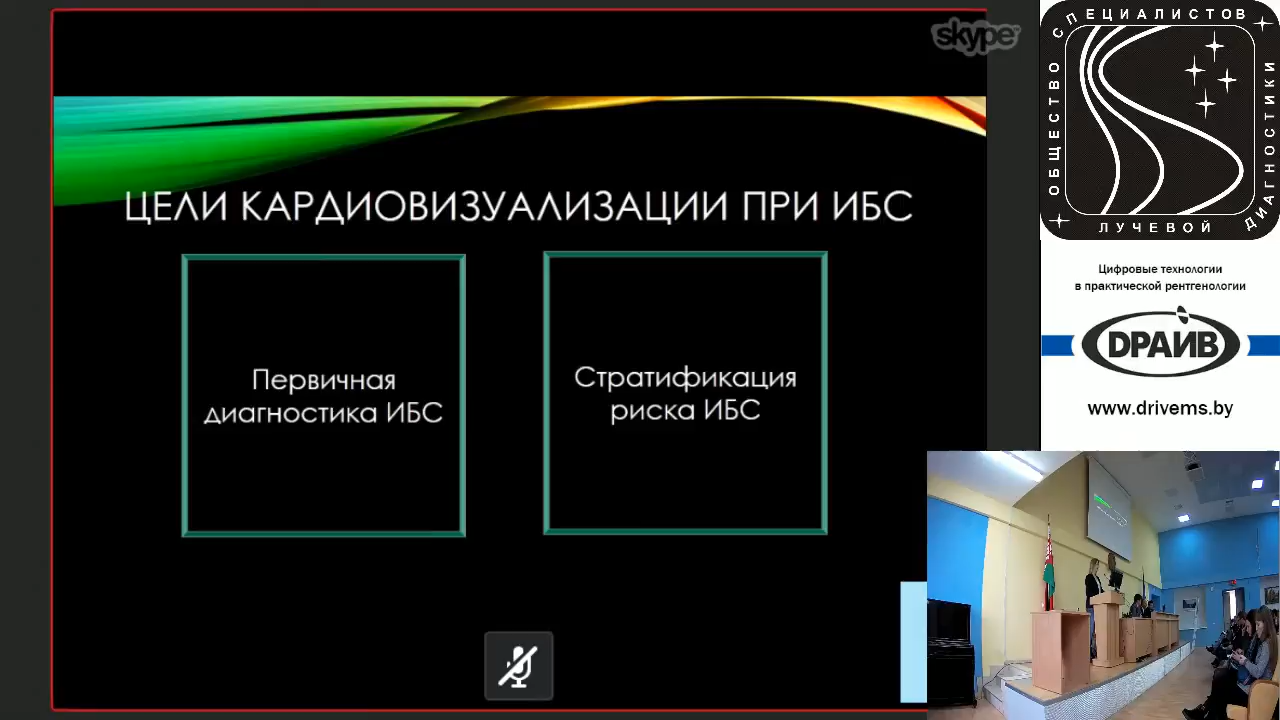 skype
ЦЕЛИ КАРДИОВИЗУАЛИЗАЦИИ ПРИ ИБС
Первичная
диагностика ИБС
Стратификация
риска ИБС
ОБЩЕСТВО СПЕЦИАЛИСТОВ
ЛУЧЕВОЙ ДИАГНОСТИКИ
Цифровые технологии
в практической рентгенологии
ДРАЙВ
www.drivems.by